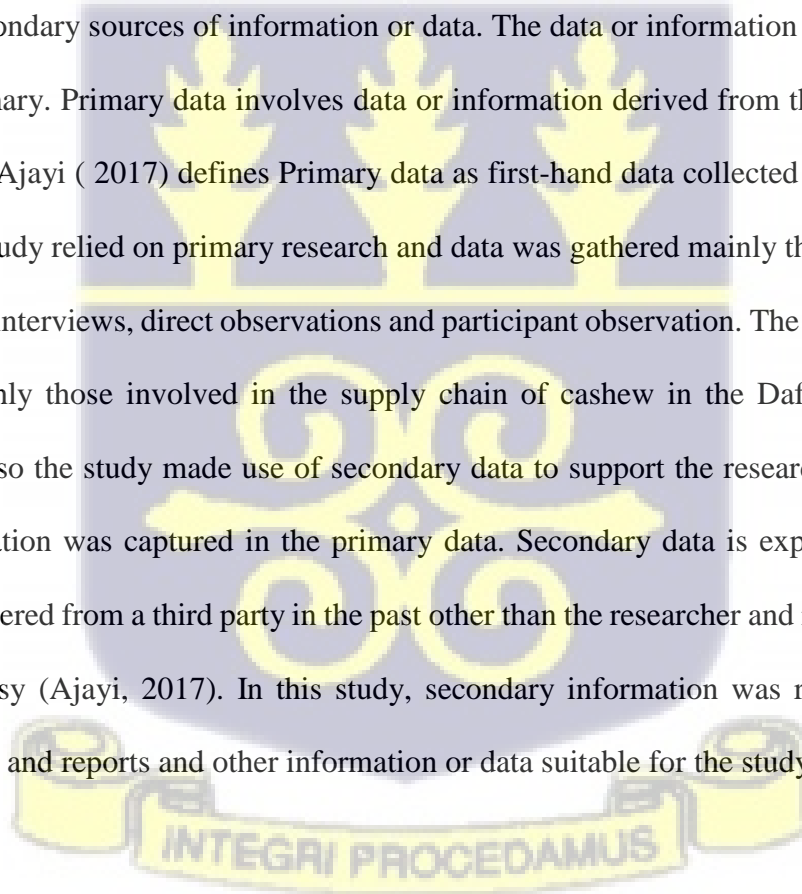 ondary sources of information or data. The data or information
nary. Primary data involves data or information derived from th
Ajayi ( 2017) defines Primary data as first-hand data collected
udy relied on primary research and data was gathered mainly th
interviews, direct observations and participant observation. The
nly those involved in the supply chain of cashew in the Daf
so the study made use of secondary data to support the researc
ation was captured in the primary data. Secondary data is exp
ered from a third party in the past other than the researcher and
sy (Ajayi, 2017). In this study, secondary information was r
and reports and other information or data suitable for the study
INTEGRI PROCEDAMUS